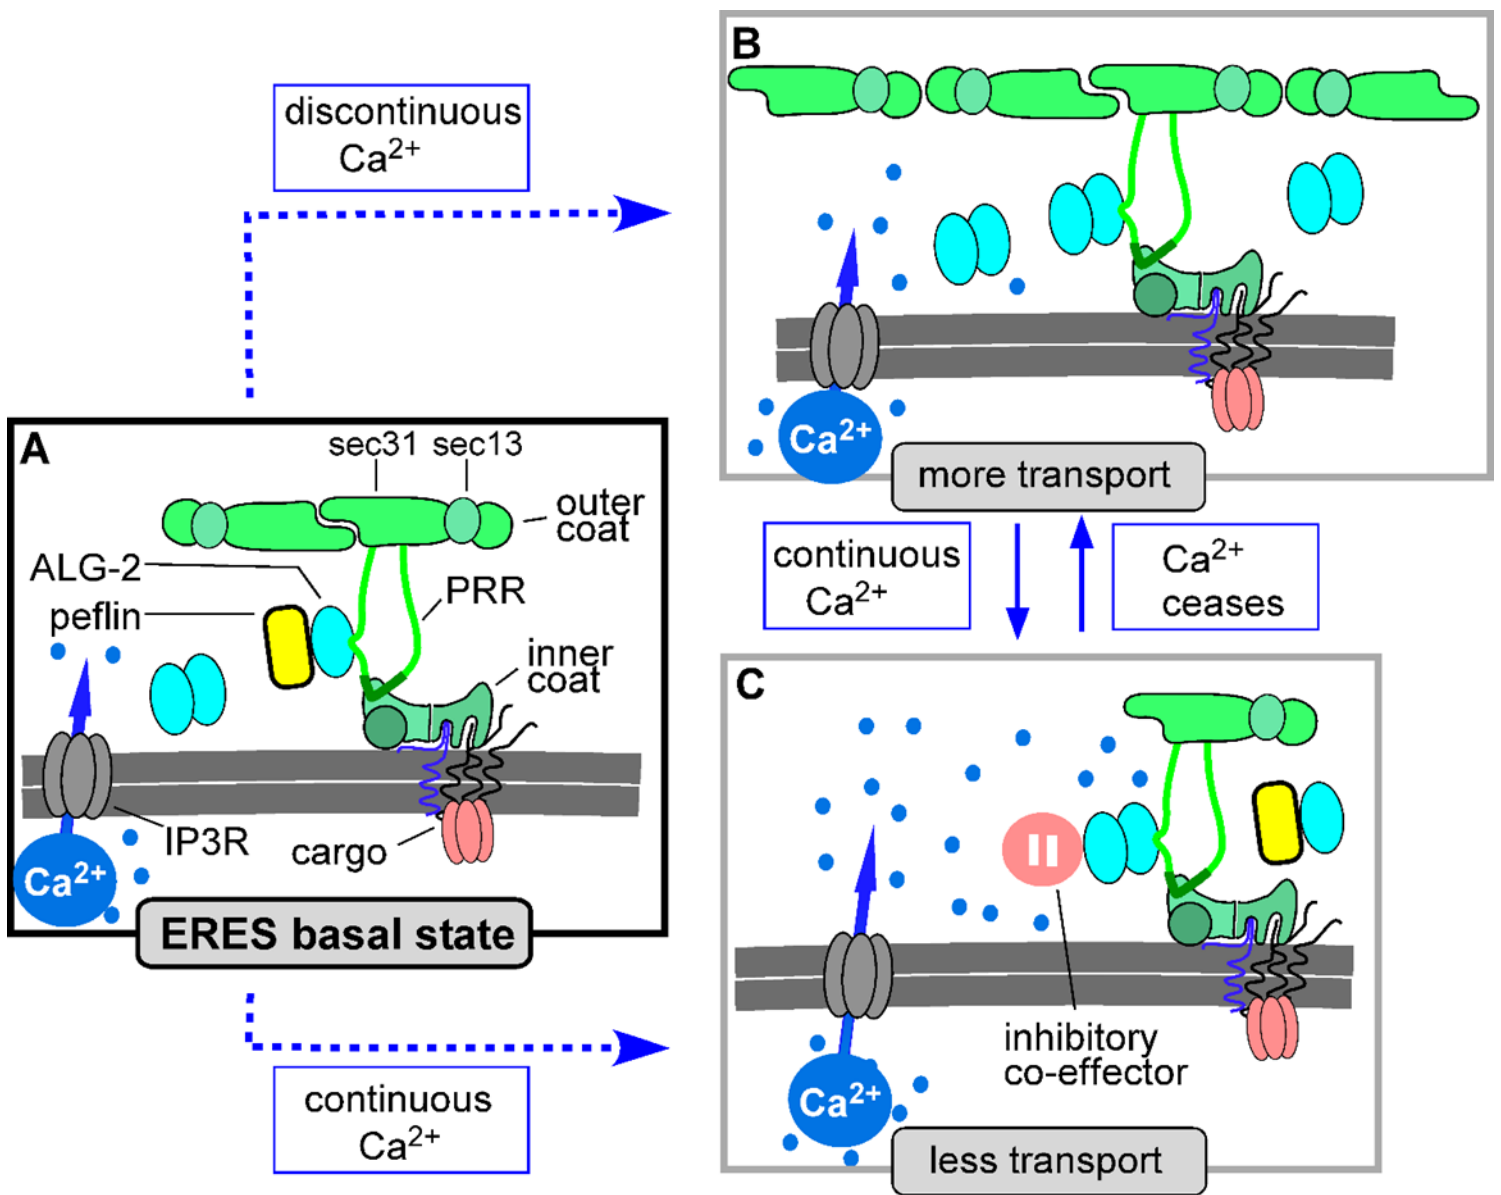 discontinuous
Ca²⁺
A
sec31 sec13
outer
coat
ALG-2
PRR
peflin
inner
coat
IP3R
cargo
Ca²⁺
ERES basal state
continuous
Ca²⁺
B
Ca²⁺
more transport
continuous
Ca²⁺
Ca²⁺
ceases
C
II
inhibitory
co-effector
Ca²⁺
less transport